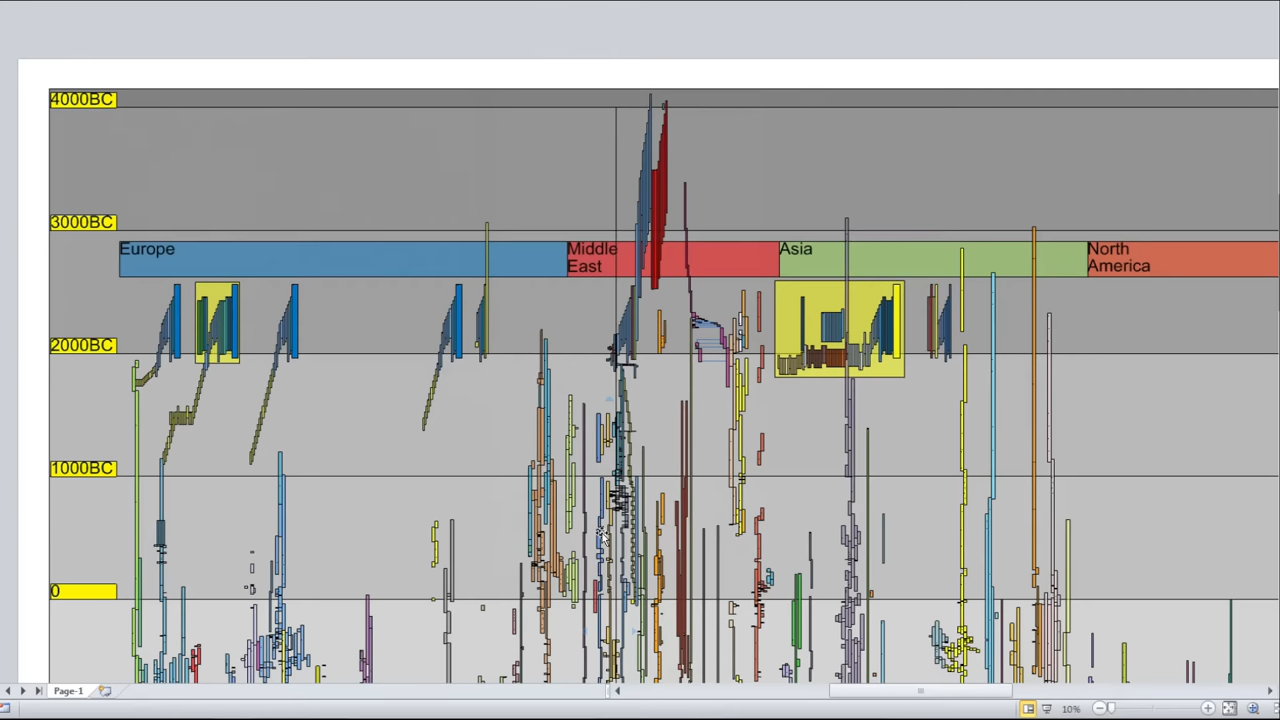 4000BC
3000BC
Europe
Middle
East
Asia
North
America
2000BC
1000BC
0
Page-1
10%